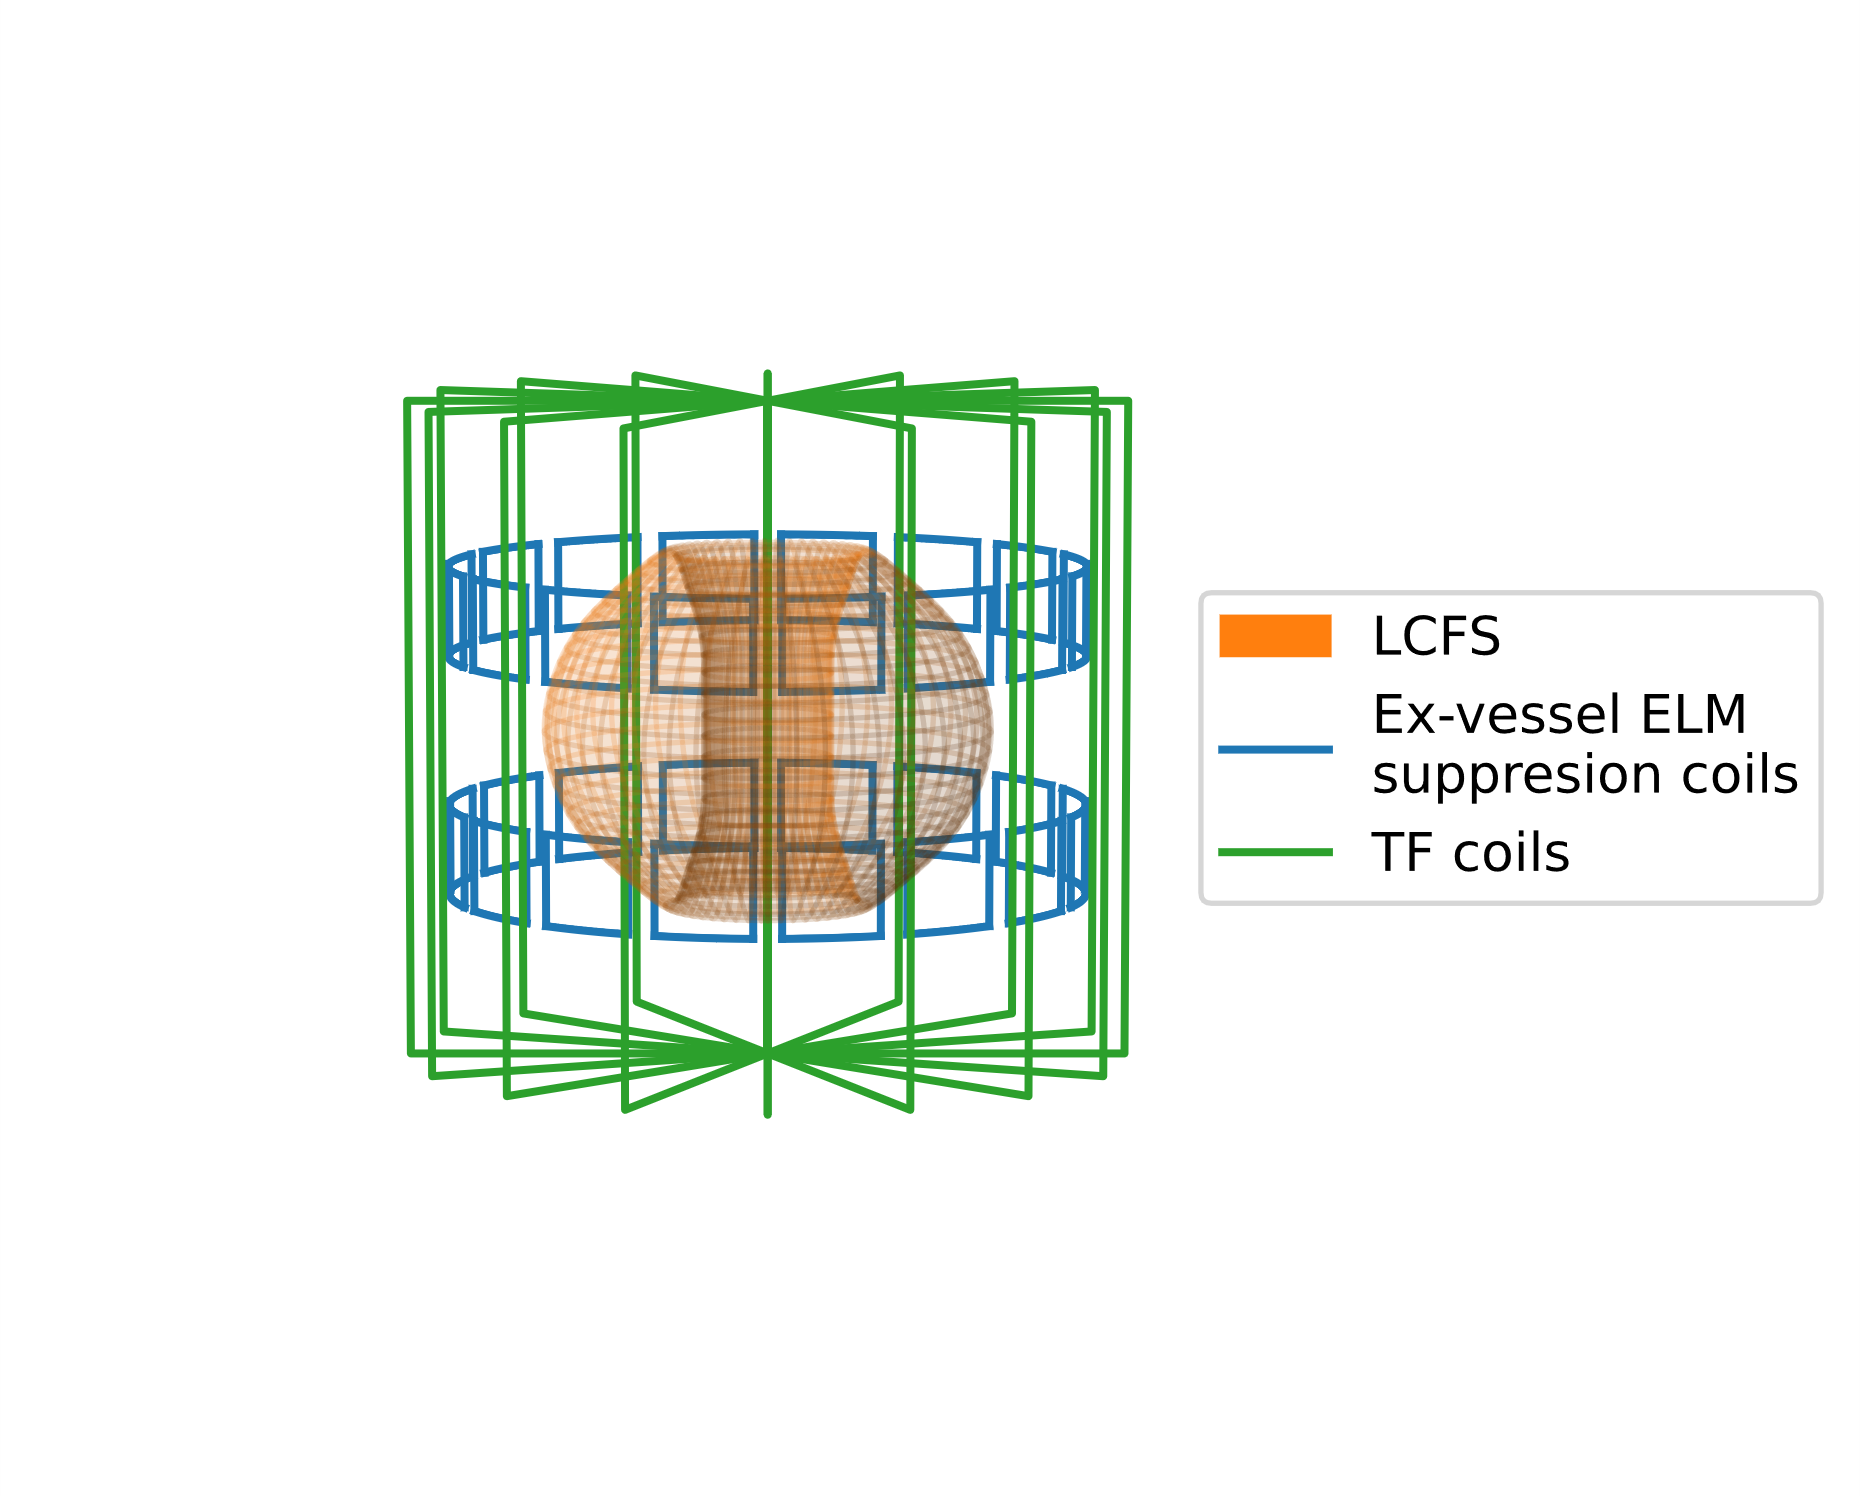 LCFS
Ex-vessel ELM
suppresion coils
TF coils